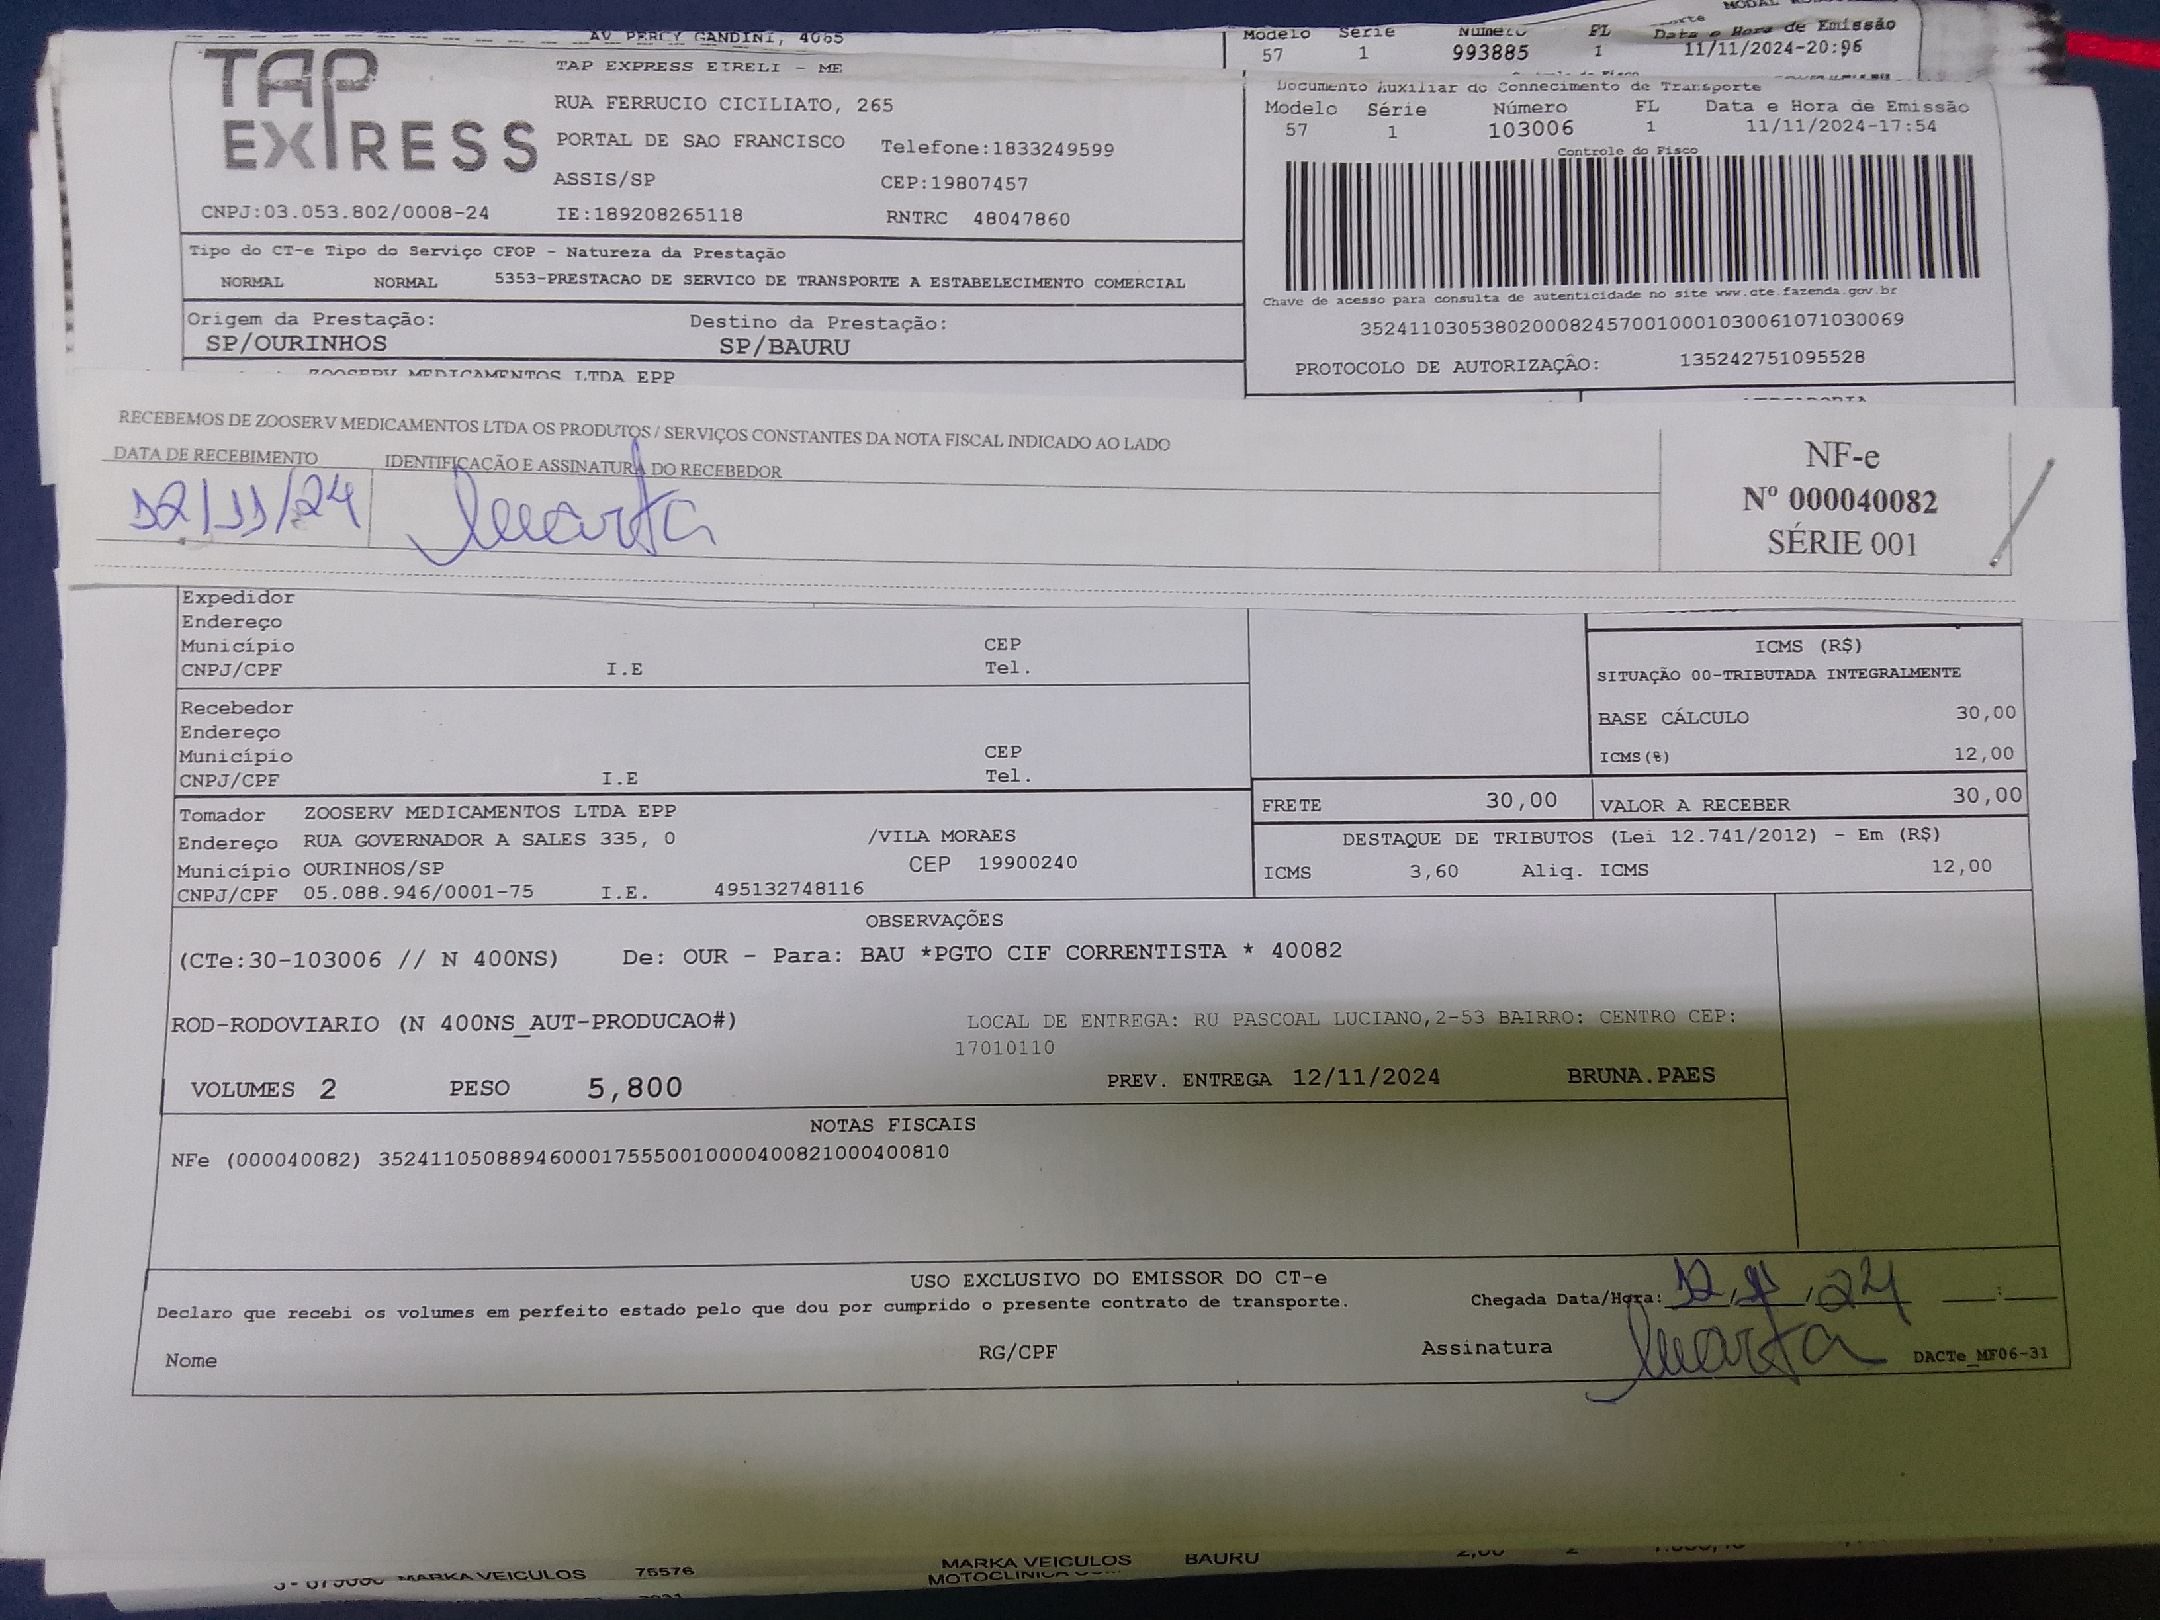 AV PERCY GANDINI, 4065
Modelo Série Número FL Data e Hora de Emissão
57 1 993885 1 11/11/2024-20:06
TAP EXPRESS
TAP EXPRESS EIRELI - ME
RUA FERRUCIO CICILIATO, 265
PORTAL DE SAO FRANCISCO Telefone:1833249599
ASSIS/SP CEP:19807457
CNPJ:03.053.802/0008-24 IE:189208265118 RNTRC 48047860
Documento Auxiliar do Conhecimento de Transporte
Modelo Série Número FL Data e Hora de Emissão
57 1 103006 1 11/11/2024-17:54
Controle do Fisco
Chave de acesso para consulta de autenticidade no site www.cte.fazenda.gov.br
35241103053802000824570010001030061071030069
PROTOCOLO DE AUTORIZAÇÃO: 135242751095528
Tipo do CT-e Tipo do Serviço CFOP - Natureza da Prestação
NORMAL NORMAL 5353-PRESTACAO DE SERVICO DE TRANSPORTE A ESTABELECIMENTO COMERCIAL
Origem da Prestação: Destino da Prestação:
SP/OURINHOS SP/BAURU
ZOOSERV MEDICAMENTOS LTDA EPP
RECEBEMOS DE ZOOSERV MEDICAMENTOS LTDA OS PRODUTOS / SERVIÇOS CONSTANTES DA NOTA FISCAL INDICADO AO LADO
DATA DE RECEBIMENTO IDENTIFICAÇÃO E ASSINATURA DO RECEBEDOR
12/11/24 Marta
NF-e
Nº 000040082
SÉRIE 001
Expedidor
Endereço
Município CEP
CNPJ/CPF I.E Tel.
Recebedor
Endereço
Município CEP
CNPJ/CPF I.E Tel.
ICMS (R$)
SITUAÇÃO 00-TRIBUTADA INTEGRALMENTE
BASE CÁLCULO 30,00
ICMS(%) 12,00
FRETE 30,00 VALOR A RECEBER 30,00
DESTAQUE DE TRIBUTOS (Lei 12.741/2012) - Em (R$)
ICMS 3,60 Aliq. ICMS 12,00
Tomador ZOOSERV MEDICAMENTOS LTDA EPP
Endereço RUA GOVERNADOR A SALES 335, 0 /VILA MORAES
Município OURINHOS/SP CEP 19900240
CNPJ/CPF 05.088.946/0001-75 I.E. 495132748116
OBSERVAÇÕES
(CTe:30-103006 // N 400NS) De: OUR - Para: BAU *PGTO CIF CORRENTISTA * 40082
ROD-RODOVIARIO (N 400NS_AUT-PRODUCAO#) LOCAL DE ENTREGA: RU PASCOAL LUCIANO,2-53 BAIRRO: CENTRO CEP:
17010110
VOLUMES 2 PESO 5,800 PREV. ENTREGA 12/11/2024 BRUNA.PAES
NOTAS FISCAIS
NFe (000040082) 35241105088946000175550010000400821000400810
USO EXCLUSIVO DO EMISSOR DO CT-e
Declaro que recebi os volumes em perfeito estado pelo que dou por cumprido o presente contrato de transporte.
Chegada Data/Hora: 12/11/24 __:__
Nome RG/CPF Assinatura Marta DACTe_MF06-31
MARKA VEICULOS 75576 MARKA VEICULOS BAURU